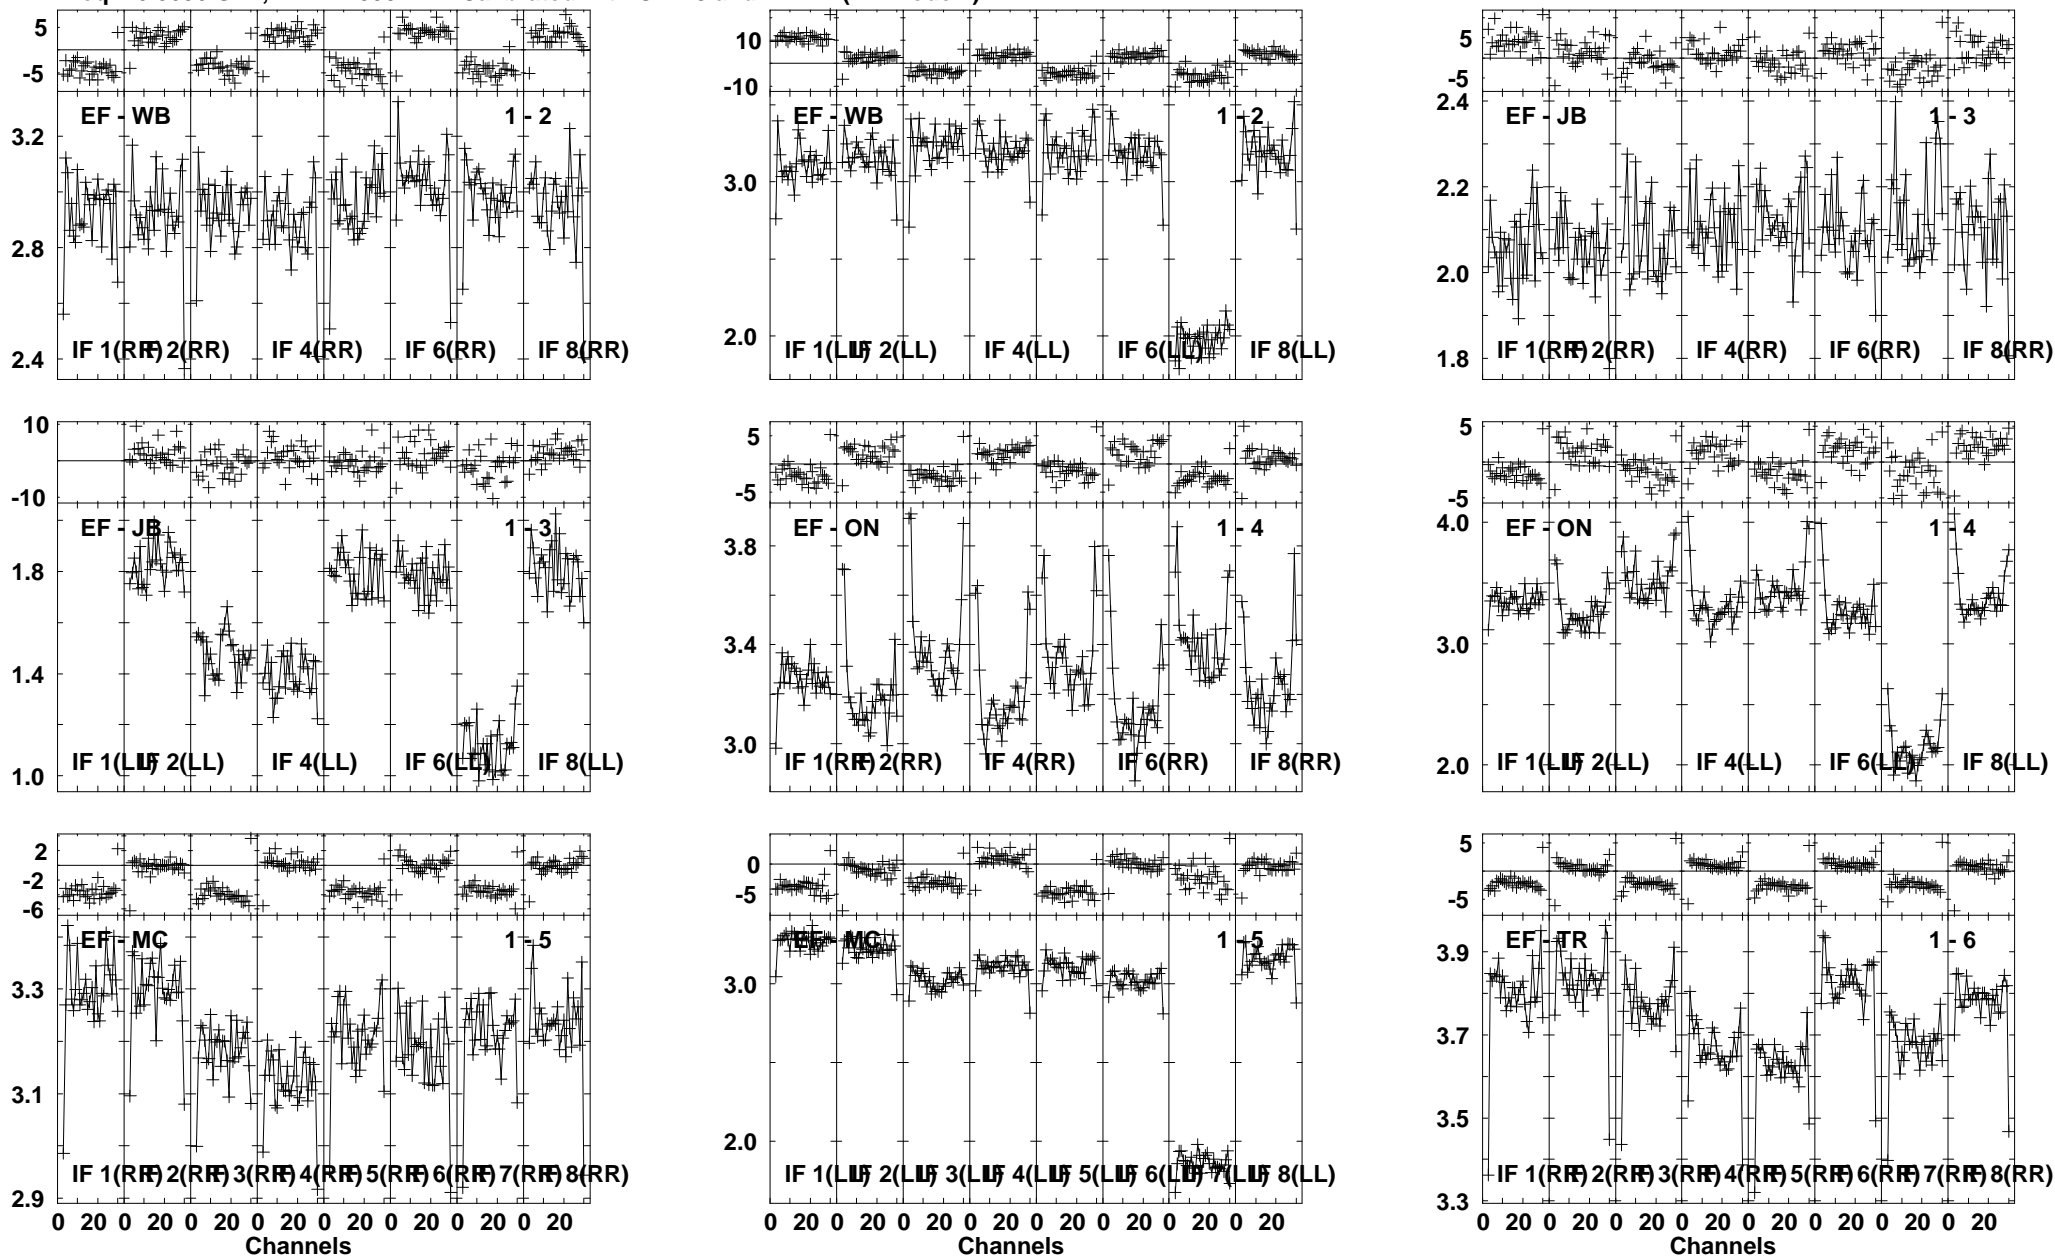 5
-5
EF - WB
1 - 2
3.2
2.8
2.4
IF 1(RR)
IF 2(RR)
IF 4(RR)
IF 6(RR)
IF 8(RR)
10
-10
EF - WB
1 - 2
3.0
2.0
IF 1(LL)
IF 2(LL)
IF 4(LL)
IF 6(LL)
IF 8(LL)
5
-5
2.4
EF - JB
1 - 3
2.2
2.0
1.8
IF 1(RR)
IF 2(RR)
IF 4(RR)
IF 6(RR)
IF 8(RR)
10
-10
EF - JB
1 - 3
1.8
1.4
1.0
IF 1(LL)
IF 2(LL)
IF 4(LL)
IF 6(LL)
IF 8(LL)
5
-5
EF - ON
1 - 4
3.8
3.4
3.0
IF 1(RR)
IF 2(RR)
IF 4(RR)
IF 6(RR)
IF 8(RR)
5
-5
EF - ON
1 - 4
4.0
3.0
2.0
IF 1(LL)
IF 2(LL)
IF 4(LL)
IF 6(LL)
IF 8(LL)
2
-2
-6
EF - MC
1 - 5
3.3
3.1
2.9
IF 1(RR)
IF 2(RR)
IF 3(RR)
IF 4(RR)
IF 5(RR)
IF 6(RR)
IF 7(RR)
IF 8(RR)
0 20 0 20 0 20 0 20 0 20 0 20 0 20 0 20
Channels
0
-5
EF - MC
1 - 5
3.0
2.0
IF 1(LL)
IF 2(LL)
IF 3(LL)
IF 4(LL)
IF 5(LL)
IF 6(LL)
IF 7(LL)
IF 8(LL)
0 20 0 20 0 20 0 20 0 20 0 20 0 20 0 20
Channels
5
-5
EF - TR
1 - 6
3.9
3.7
3.5
3.3
IF 1(RR)
IF 2(RR)
IF 3(RR)
IF 4(RR)
IF 5(RR)
IF 6(RR)
IF 7(RR)
IF 8(RR)
0 20 0 20 0 20 0 20 0 20 0 20 0 20 0 20
Channels